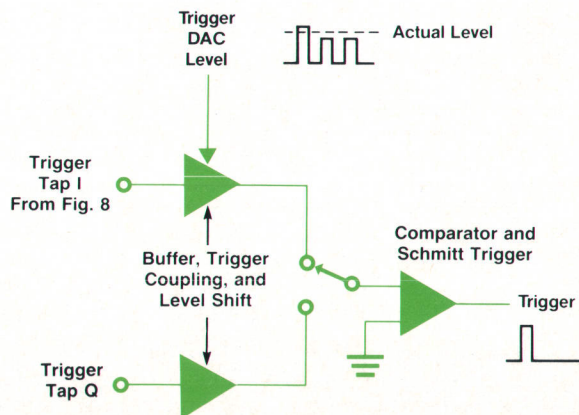 Trigger
DAC
Level
Actual Level
Trigger
Tap I
From Fig. 8
Buffer, Trigger
Coupling, and
Level Shift
Comparator and
Schmitt Trigger
Trigger
Trigger
Tap Q